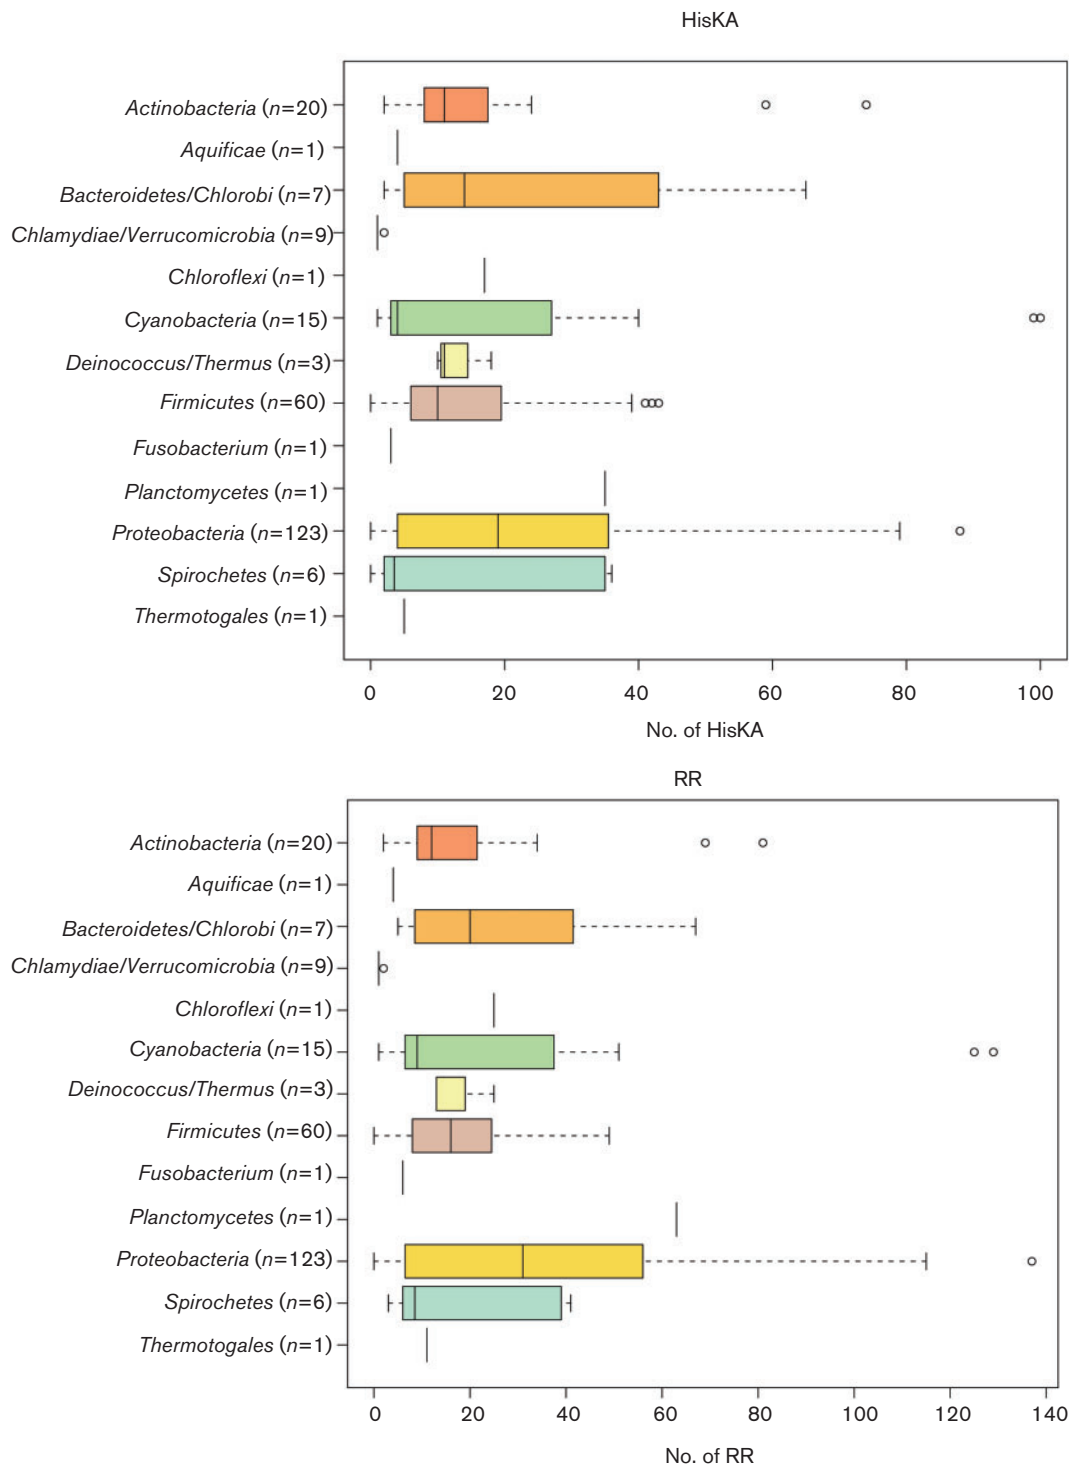 HisKA
Actinobacteria (n=20)
Aquificae (n=1)
Bacteroidetes/Chlorobi (n=7)
Chlamydiae/Verrucomicrobia (n=9)
Chloroflexi (n=1)
Cyanobacteria (n=15)
Deinococcus/Thermus (n=3)
Firmicutes (n=60)
Fusobacterium (n=1)
Planctomycetes (n=1)
Proteobacteria (n=123)
Spirochetes (n=6)
Thermotogales (n=1)
0 20 40 60 80 100
No. of HisKA
RR
Actinobacteria (n=20)
Aquificae (n=1)
Bacteroidetes/Chlorobi (n=7)
Chlamydiae/Verrucomicrobia (n=9)
Chloroflexi (n=1)
Cyanobacteria (n=15)
Deinococcus/Thermus (n=3)
Firmicutes (n=60)
Fusobacterium (n=1)
Planctomycetes (n=1)
Proteobacteria (n=123)
Spirochetes (n=6)
Thermotogales (n=1)
0 20 40 60 80 100 120 140
No. of RR